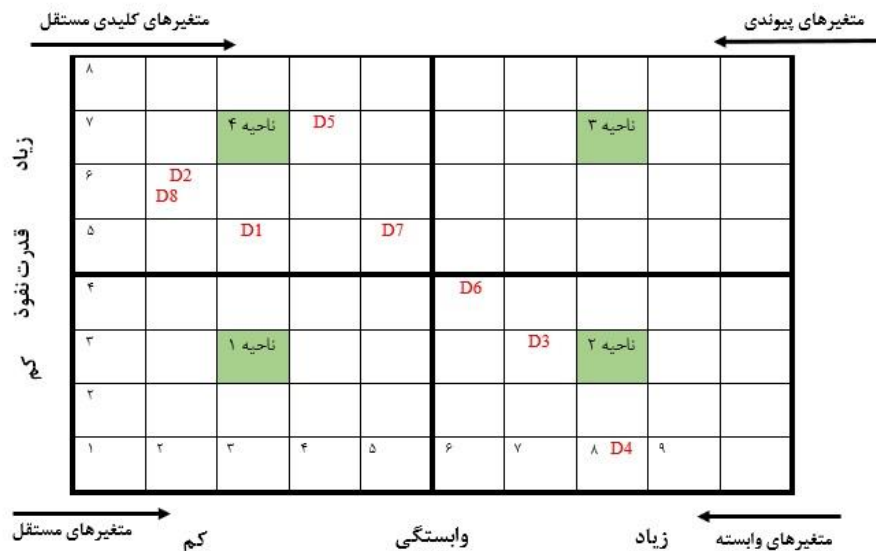 متغیرهای پیوندی
متغیرهای کلیدی مستقل
۸
۷ ناحیه ۴ D5 ناحیه ۳
زیاد
۶ D2
D8
۵ D1 D7
قدرت نفوذ
۴ D6
۳ ناحیه ۱ D3 ناحیه ۲
کم
۲
۱ ۲ ۳ ۴ ۵ ۶ ۷ ۸ D4 ۹
متغیرهای مستقل کم وابستگی زیاد متغیرهای وابسته